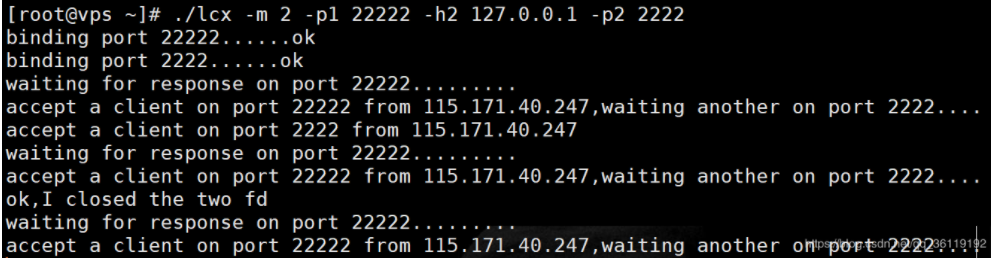 [root@vps ~]# ./lcx -m 2 -p1 22222 -h2 127.0.0.1 -p2 2222
binding port 22222......ok
binding port 2222......ok
waiting for response on port 22222.........
accept a client on port 22222 from 115.171.40.247,waiting another on port 2222....
accept a client on port 2222 from 115.171.40.247
waiting for response on port 22222.........
accept a client on port 22222 from 115.171.40.247,waiting another on port 2222....
ok,I closed the two fd
waiting for response on port 22222.........
accept a client on port 22222 from 115.171.40.247,waiting another on port 2222....
https://blog.csdn.net/qq_36119192